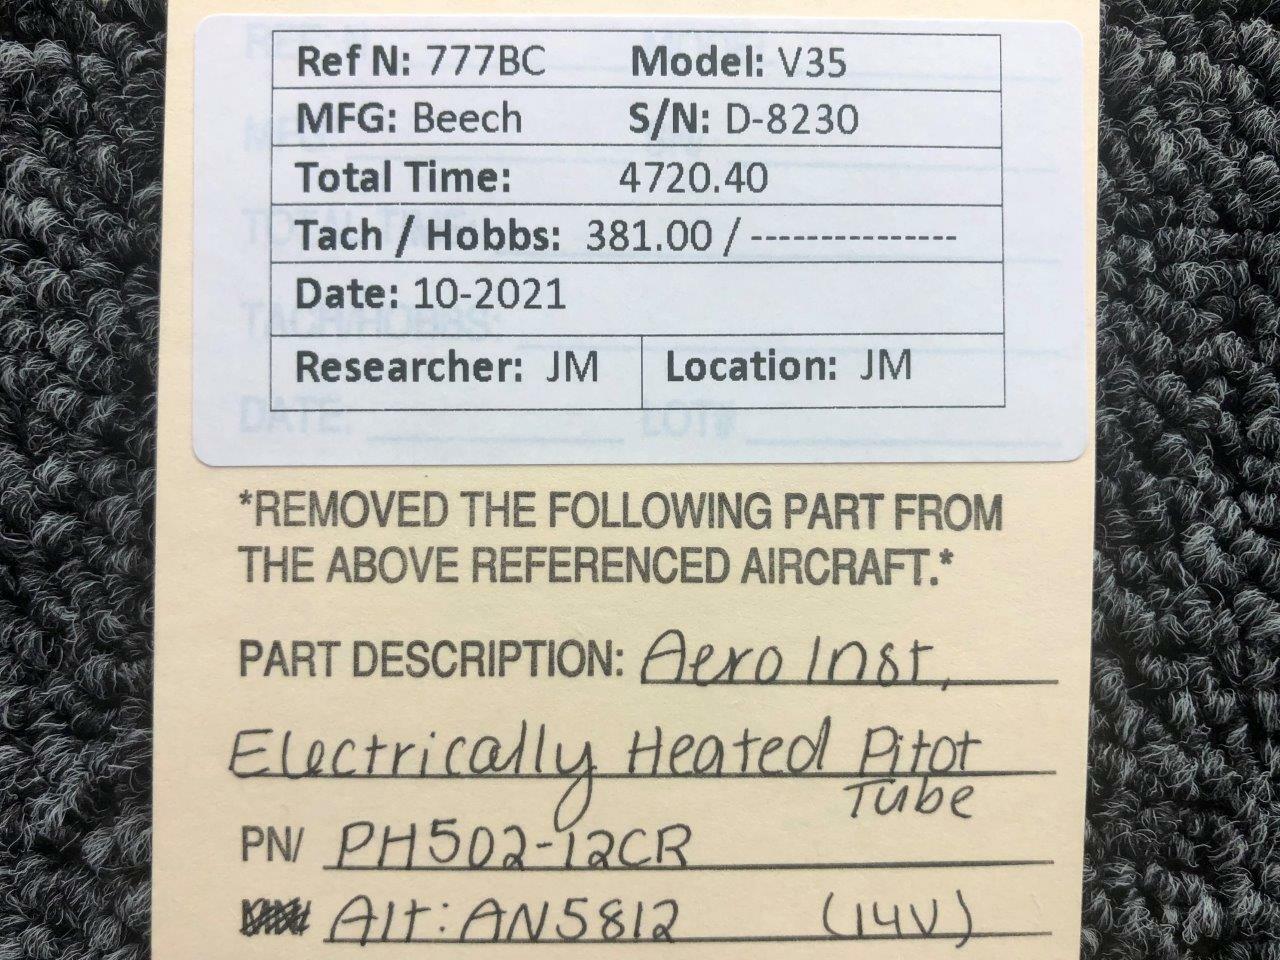 Ref N: 777BC Model: V35
MFG: Beech S/N: D-8230
Total Time: 4720.40
Tach / Hobbs: 381.00 / ---------------
Date: 10-2021
Researcher: JM Location: JM
DATE: LOT#
*REMOVED THE FOLLOWING PART FROM
THE ABOVE REFERENCED AIRCRAFT.*
PART DESCRIPTION: Aero Inst.
Electrically Heated Pitot
Tube
PN/ PH502-12CR
Alt: AN5812 (14V)